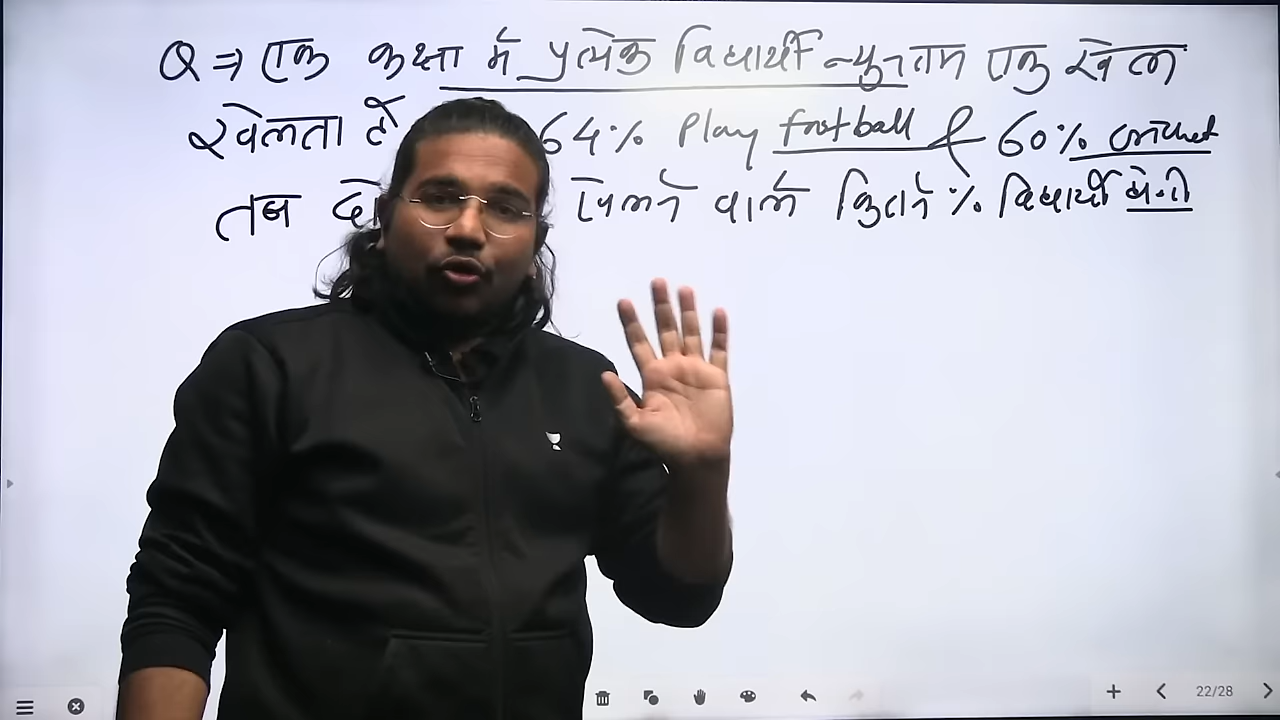 Q ⇒ एक कक्षा में प्रत्येक विद्यार्थी न्यूनतम एक खेल
खेलता है 64% Play football & 60% cricket
तब खेलने वाले कितने % विद्यार्थी होंगे
22/28